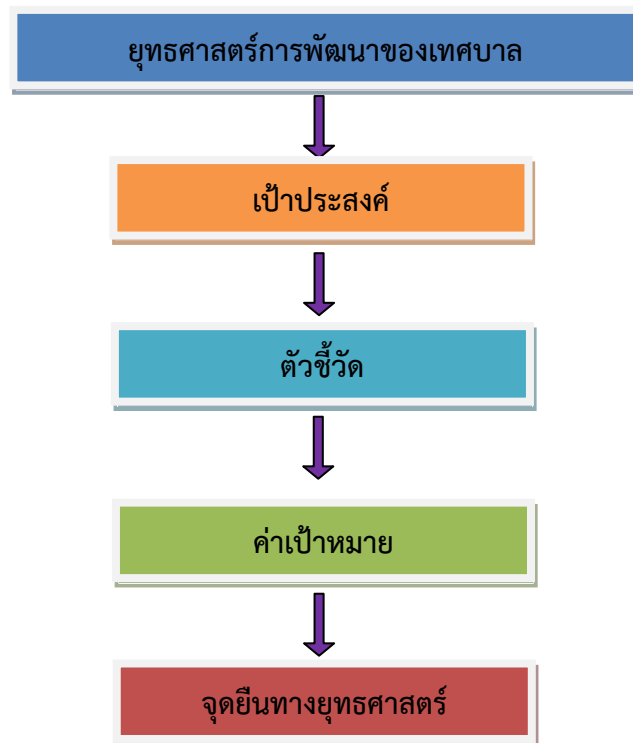 ยุทธศาสตร์การพัฒนาของเทศบาล
เป้าประสงค์
ตัวชี้วัด
ค่าเป้าหมาย
จุดยืนทางยุทธศาสตร์